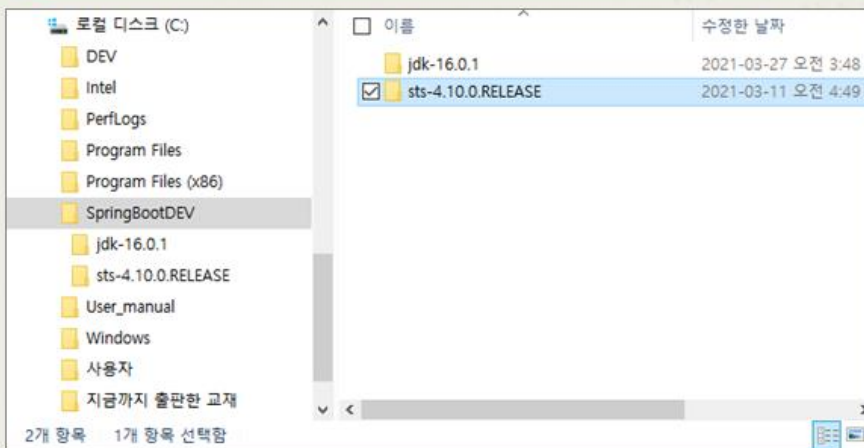 로컬 디스크 (C:)
DEV
Intel
PerfLogs
Program Files
Program Files (x86)
SpringBootDEV
jdk-16.0.1
sts-4.10.0.RELEASE
User_manual
Windows
사용자
지금까지 출판한 교재
이름 수정한 날짜
jdk-16.0.1 2021-03-27 오전 3:48
sts-4.10.0.RELEASE 2021-03-11 오전 4:49
2개 항목 1개 항목 선택함